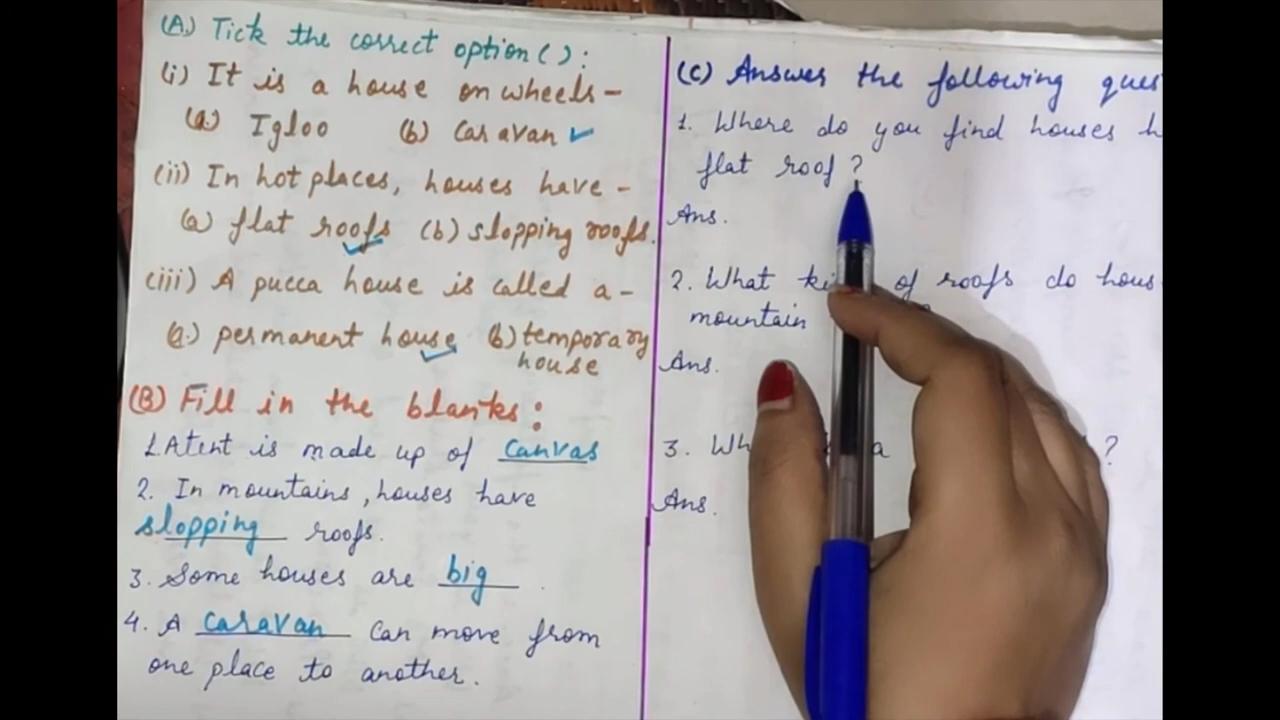 (A) Tick the correct option ( ) :
(i) It is a house on wheels -
(a) Igloo (b) Caravan ✓
(ii) In hot places, houses have -
(a) flat roofs ✓ (b) slopping roofs.
(iii) A pucca house is called a -
(a.) permanent house ✓ (b) temporary
house
(B) Fill in the blanks :
1. A tent is made up of canvas
2. In mountains, houses have
slopping roofs.
3. Some houses are big .
4. A caravan can move from
one place to another.
(C) Answer the following ques
1. Where do you find houses h
flat roof ?
Ans.
2. What of roofs do hous
mountain
Ans.
3. a ?
Ans.